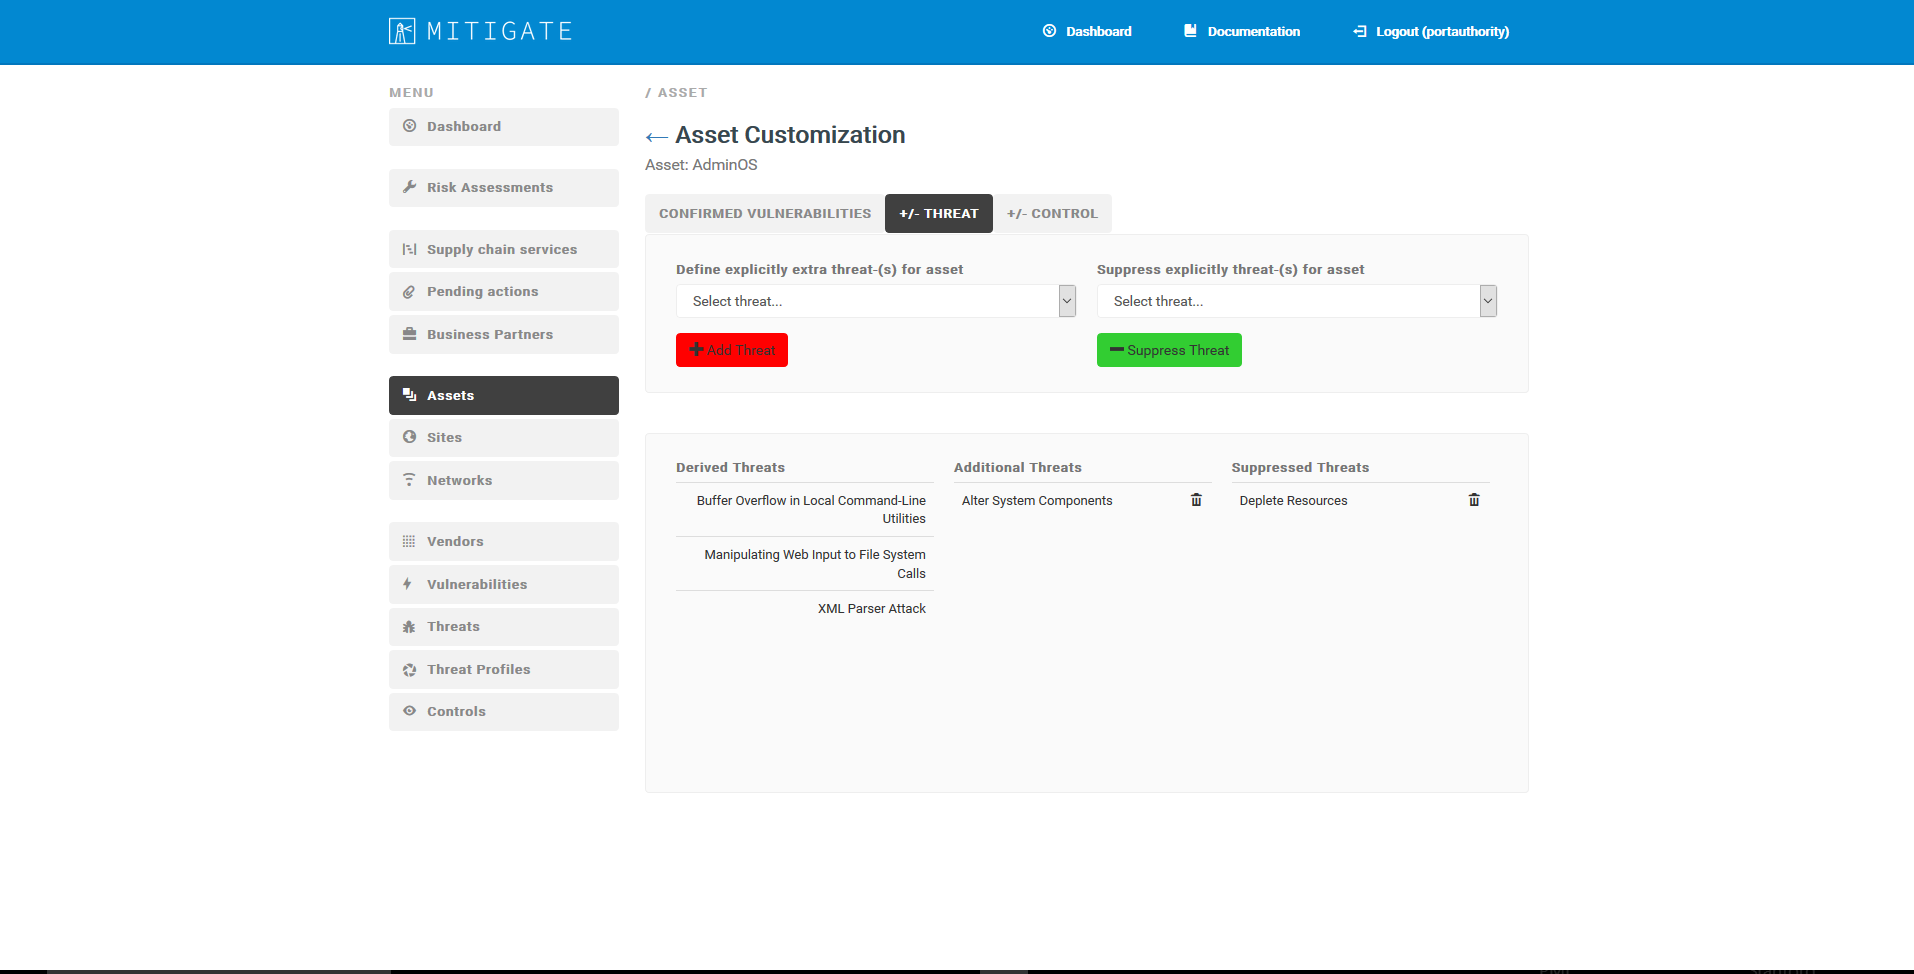 MITIGATE
Dashboard
Documentation
Logout (portauthority)
MENU
Dashboard
Risk Assessments
Supply chain services
Pending actions
Business Partners
Assets
Sites
Networks
Vendors
Vulnerabilities
Threats
Threat Profiles
Controls
/ ASSET
← Asset Customization
Asset: AdminOS
CONFIRMED VULNERABILITIES
+/- THREAT
+/- CONTROL
Define explicitly extra threat-(s) for asset
Select threat...
Add Threat
Suppress explicitly threat-(s) for asset
Select threat...
Suppress Threat
Derived Threats
Buffer Overflow in Local Command-Line
Utilities
Manipulating Web Input to File System
Calls
XML Parser Attack
Additional Threats
Alter System Components
Suppressed Threats
Deplete Resources